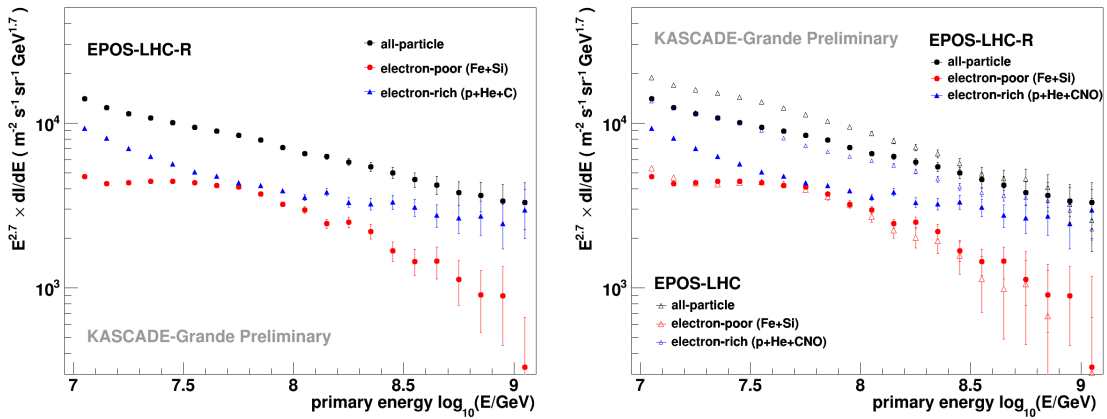 E^2.7 × dI/dE ( m^-2 s^-1 sr^-1 GeV^1.7)
10^4
10^3
EPOS-LHC-R
all-particle
electron-poor (Fe+Si)
electron-rich (p+He+C)
KASCADE-Grande Preliminary
7 7.5 8 8.5 9
primary energy log_10(E/GeV)
E^2.7 × dI/dE ( m^-2 s^-1 sr^-1 GeV^1.7)
10^4
10^3
KASCADE-Grande Preliminary
EPOS-LHC-R
all-particle
electron-poor (Fe+Si)
electron-rich (p+He+CNO)
EPOS-LHC
all-particle
electron-poor (Fe+Si)
electron-rich (p+He+CNO)
7 7.5 8 8.5 9
primary energy log_10(E/GeV)